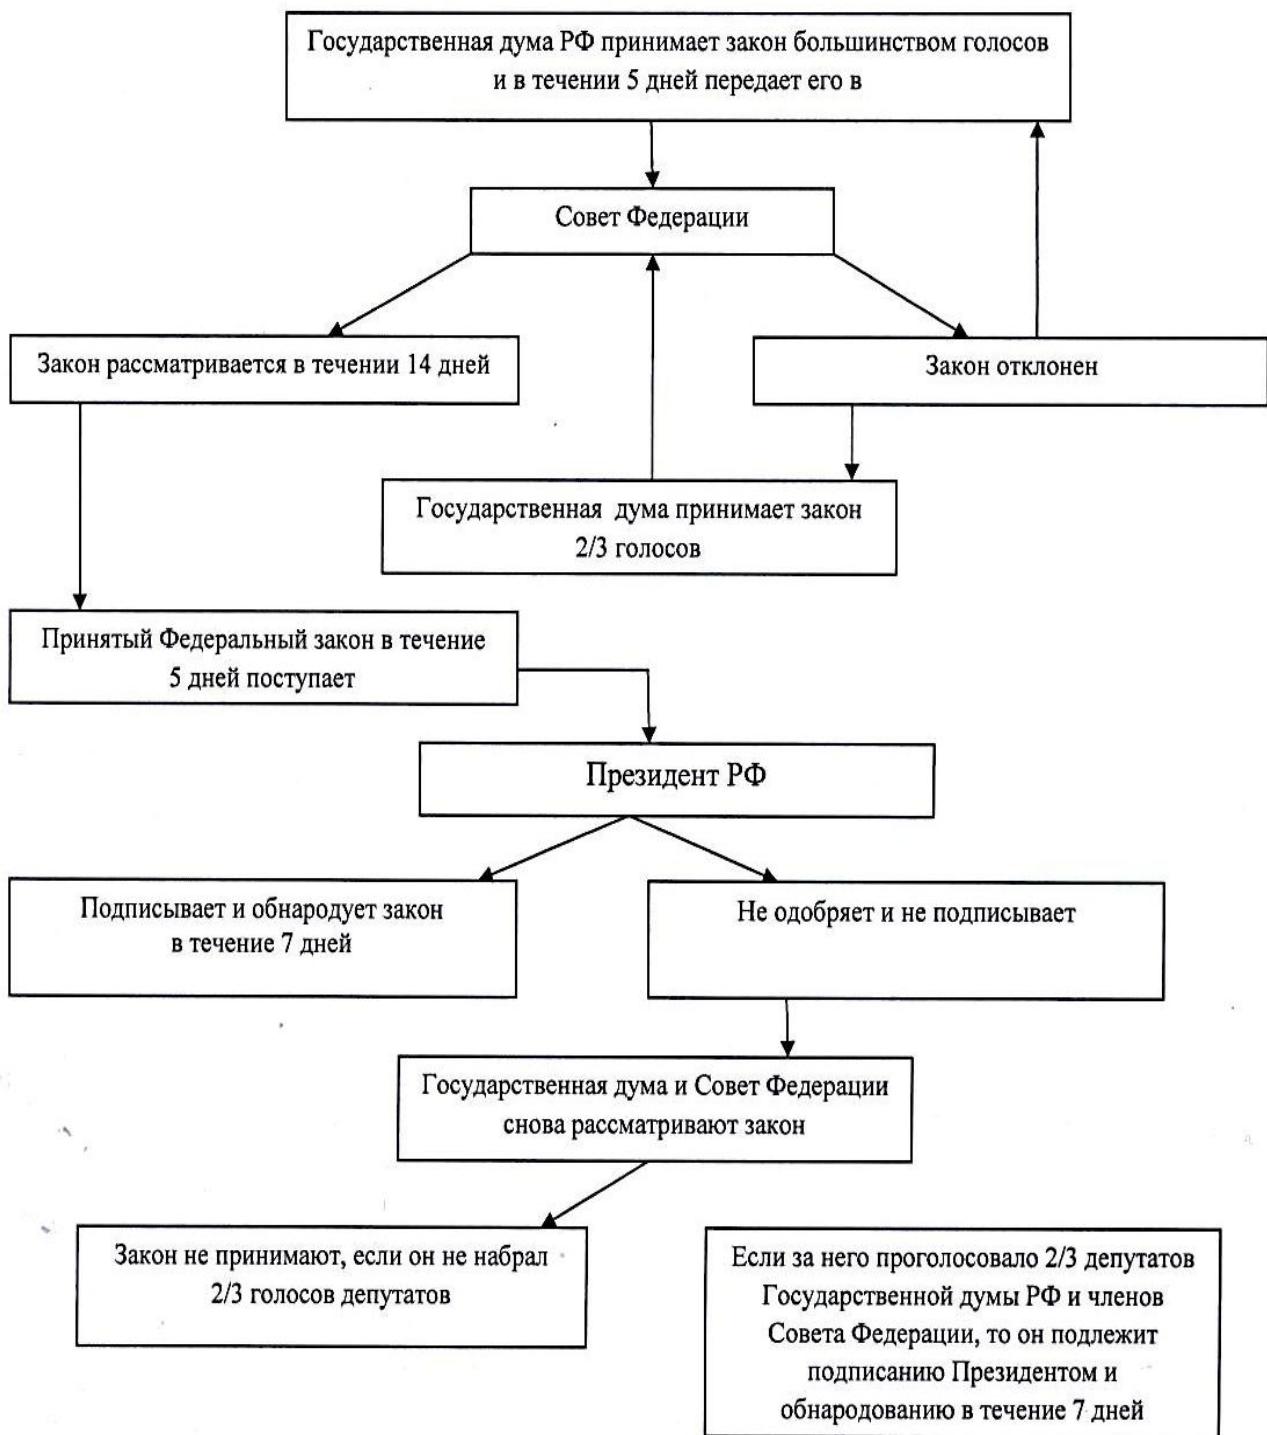 Государственная дума РФ принимает закон большинством голосов
и в течении 5 дней передает его в
Совет Федерации
Закон рассматривается в течении 14 дней
Закон отклонен
Государственная дума принимает закон
2/3 голосов
Принятый Федеральный закон в течение
5 дней поступает
Президент РФ
Подписывает и обнародует закон
в течение 7 дней
Не одобряет и не подписывает
Государственная дума и Совет Федерации
снова рассматривают закон
Закон не принимают, если он не набрал
2/3 голосов депутатов
Если за него проголосовало 2/3 депутатов
Государственной думы РФ и членов
Совета Федерации, то он подлежит
подписанию Президентом и
обнародованию в течение 7 дней